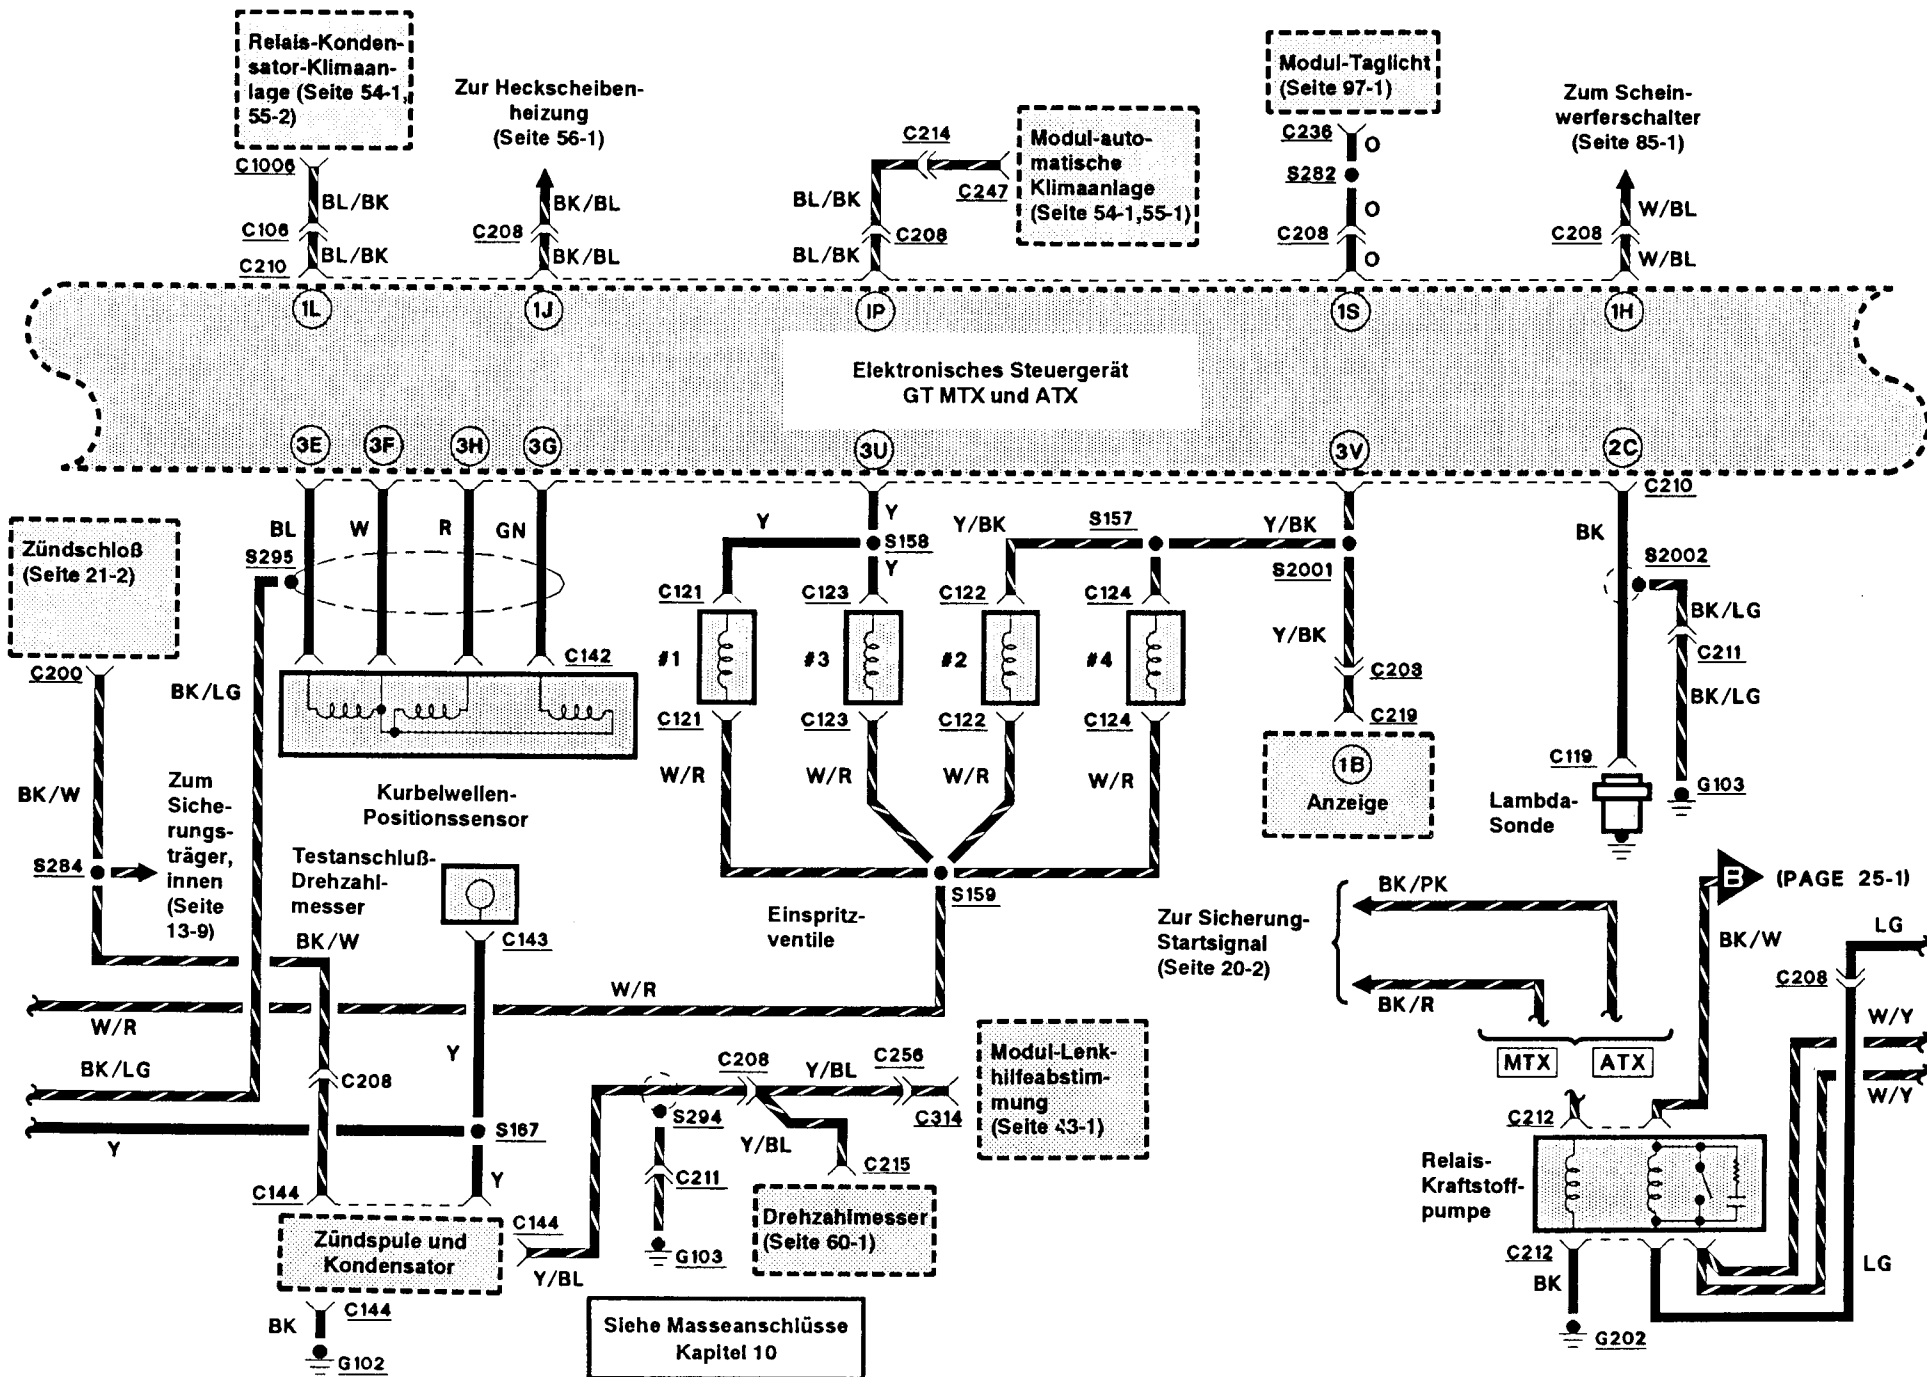 Relais-Konden-
sator-Klimaan-
lage (Seite 54-1,
55-2)
Zur Heckscheiben-
heizung
(Seite 56-1)
C214
C247
Modul-auto-
matische
Klimaanlage
(Seite 54-1,55-1)
Modul-Taglicht
(Seite 97-1)
Zum Schein-
werferschalter
(Seite 85-1)
C1006
BL/BK
C106
BL/BK
C210
BK/BL
C208
BK/BL
BL/BK
C208
BL/BK
C236
O
S282
O
C208
O
W/BL
C208
W/BL
1L
1J
IP
1S
1H
Elektronisches Steuergerät
GT MTX und ATX
3E
3F
3H
3G
3U
3V
2C
C210
Zündschloß
(Seite 21-2)
S295
BL
W
R
GN
Y
Y
S158
Y
Y/BK
S157
Y/BK
S2001
BK
S2002
BK/LG
C211
BK/LG
G103
C200
BK/LG
C142
Kurbelwellen-
Positionssensor
C121
C123
C122
C124
#1
#3
#2
#4
C121
C123
C122
C124
W/R
W/R
W/R
W/R
Y/BK
C208
C219
1B
Anzeige
C119
Lambda-
Sonde
BK/W
S284
Zum
Siche-
rungs-
träger,
innen
(Seite
13-9)
Testanschluß-
Drehzahl-
messer
C143
BK/W
Einspritz-
ventile
S159
W/R
Zur Sicherung-
Startsignal
(Seite 20-2)
BK/PK
BK/R
MTX
ATX
B
(PAGE 25-1)
BK/W
LG
C208
W/Y
W/Y
W/R
BK/LG
Y
C208
Y
S167
Y
C144
Zündspule und
Kondensator
C144
BK
G102
C144
Y/BL
C208
Y/BL
C256
C314
S294
Y/BL
C211
C215
G103
Modul-Lenk-
hilfeabstim-
mung
(Seite 43-1)
Drehzahlmesser
(Seite 60-1)
Siehe Masseanschlüsse
Kapitel 10
C212
Relais-
Kraftstoff-
pumpe
C212
BK
G202
LG